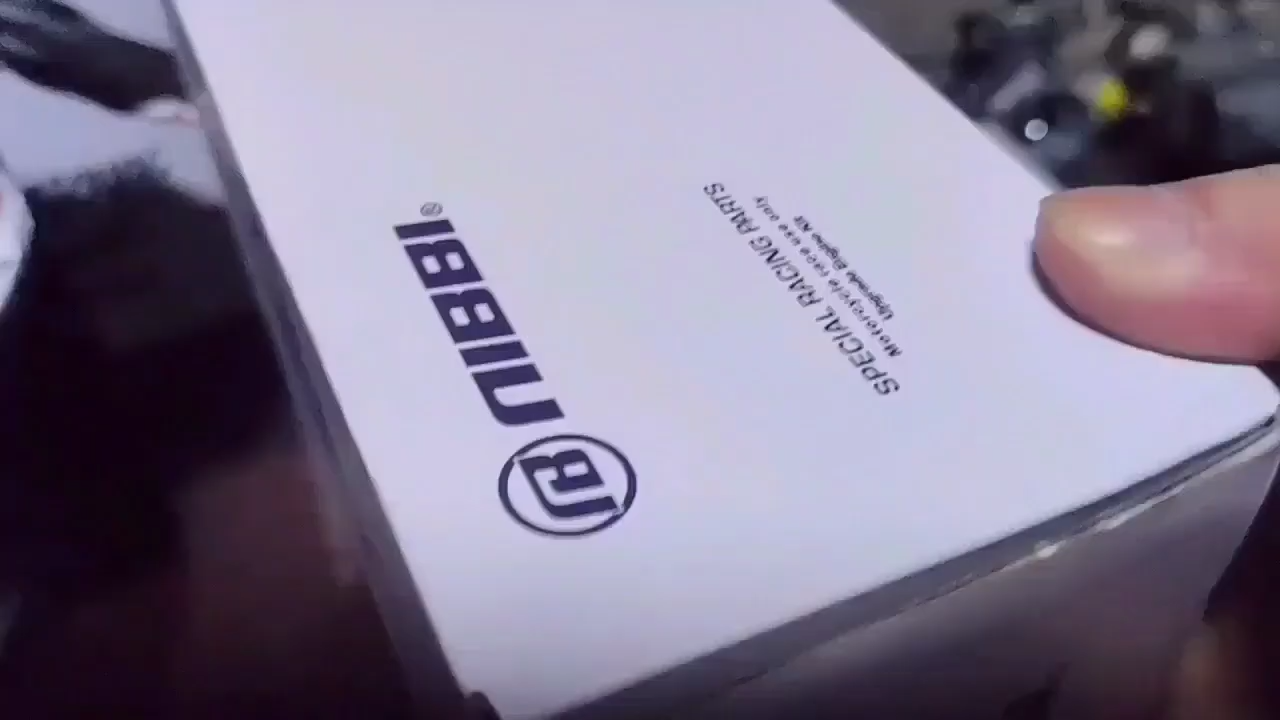 NIBBI®
SPECIAL RACING PARTS
Motorcycle race use only
Upgrade Engine Kit